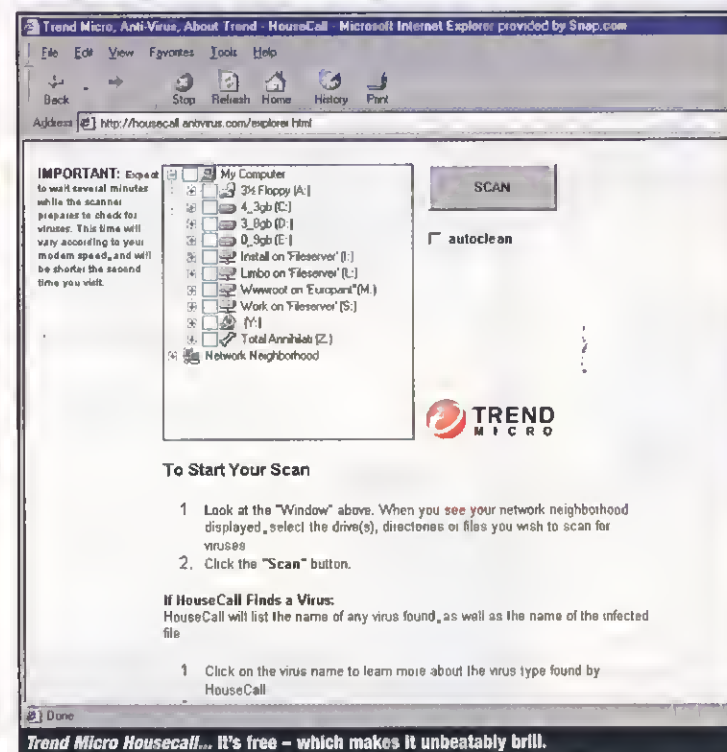 Trend Micro, Anti-Virus, About Trend - HouseCall - Microsoft Internet Explorer provided by Snap.com
File Edit View Favorites Tools Help
Back Stop Refresh Home History Print
Address http://housecall.antivirus.com/explorer.html
IMPORTANT: Expect
to wait several minutes
while the scanner
prepares to check for
viruses. This time will
vary according to your
modem speed, and will
be shorter the second
time you visit.
My Computer
3½ Floppy (A:)
4_3gb (C:)
3_8gb (D:)
0_9gb (E:)
Install on 'Fileserver' (I:)
Limbo on 'Fileserver' (L:)
Wwwroot on 'Europant' (M:)
Work on 'Fileserver' (S:)
(Y:)
Total Annihilati (Z:)
Network Neighborhood
SCAN
autoclean
TREND
MICRO
To Start Your Scan
1 Look at the "Window" above. When you see your network neighborhood
displayed, select the drive(s), directories or files you wish to scan for
viruses
2. Click the "Scan" button.
If HouseCall Finds a Virus:
HouseCall will list the name of any virus found, as well as the name of the infected
file
1 Click on the virus name to learn more about the virus type found by
HouseCall
Done
Trend Micro Housecall... It's free – which makes it unbeatably brill.